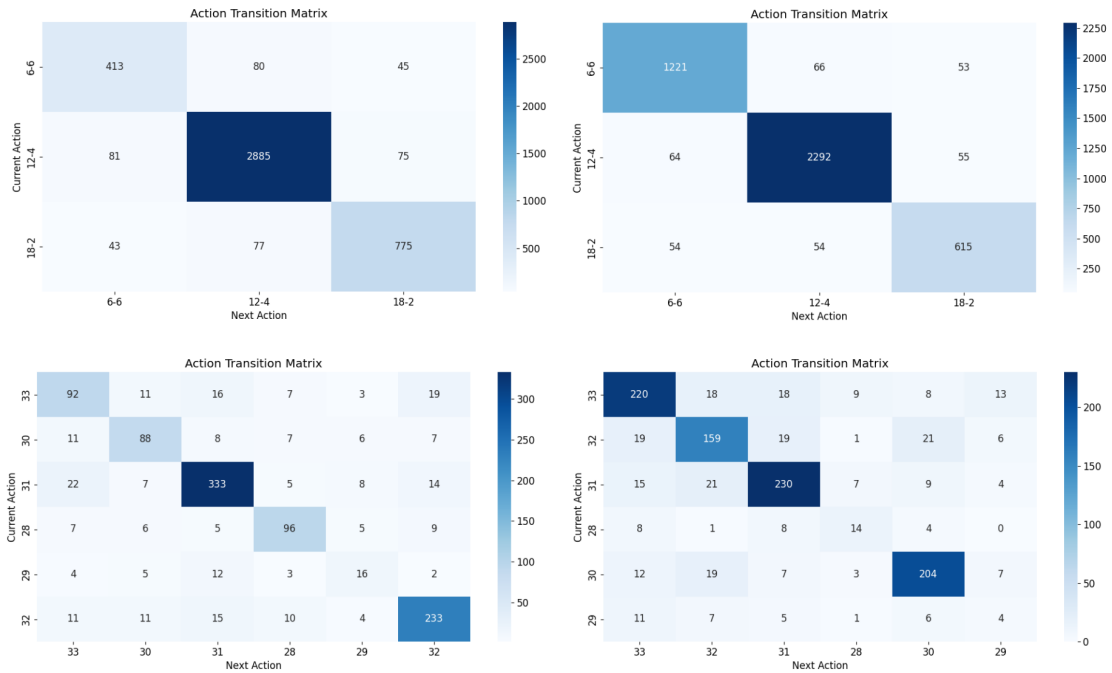 Action Transition Matrix
6-6 413 80 45
12-4 81 2885 75
18-2 43 77 775
6-6 12-4 18-2
Next Action
Current Action
2500
2000
1500
1000
500
Action Transition Matrix
6-6 1221 66 53
12-4 64 2292 55
18-2 54 54 615
6-6 12-4 18-2
Next Action
Current Action
2250
2000
1750
1500
1250
1000
750
500
250
Action Transition Matrix
33 92 11 16 7 3 19
30 11 88 8 7 6 7
31 22 7 333 5 8 14
28 7 6 5 96 5 9
29 4 5 12 3 16 2
32 11 11 15 10 4 233
33 30 31 28 29 32
Next Action
Current Action
300
250
200
150
100
50
Action Transition Matrix
33 220 18 18 9 8 13
32 19 159 19 1 21 6
31 15 21 230 7 9 4
28 8 1 8 14 4 0
30 12 19 7 3 204 7
29 11 7 5 1 6 4
33 32 31 28 30 29
Next Action
Current Action
200
150
100
50
0